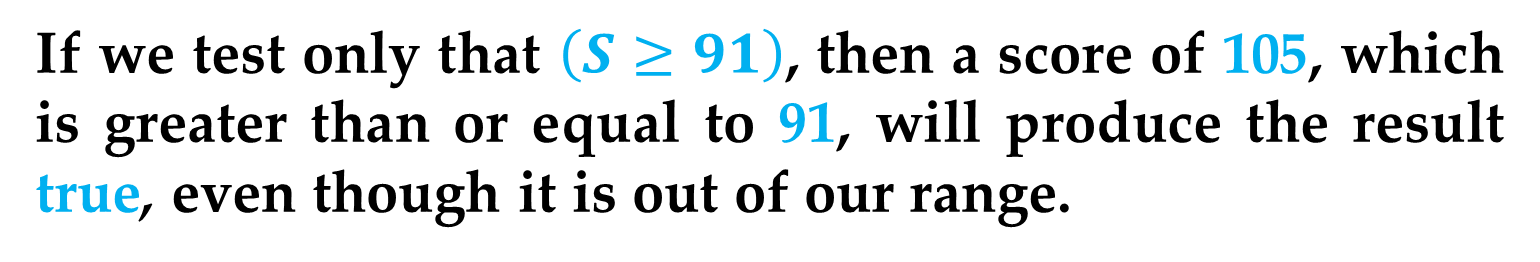 If we test only that (S ≥ 91), then a score of 105, which
is greater than or equal to 91, will produce the result
true, even though it is out of our range.